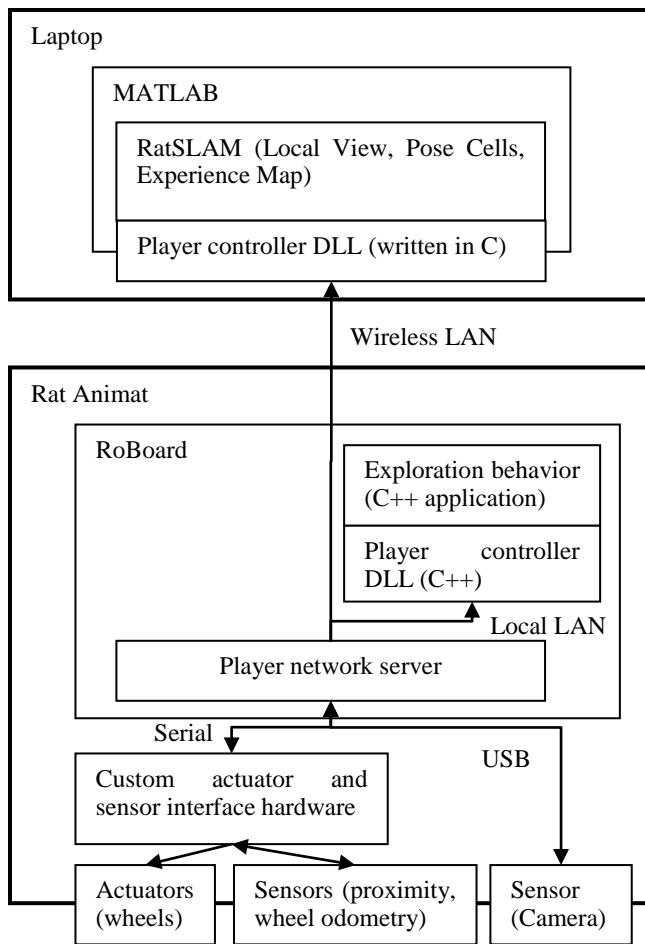 Laptop
MATLAB
RatSLAM (Local View, Pose Cells,
Experience Map)
Player controller DLL (written in C)
Wireless LAN
Rat Animat
RoBoard
Exploration behavior
(C++ application)
Player controller
DLL (C++)
Local LAN
Player network server
Serial
USB
Custom actuator and
sensor interface hardware
Actuators
(wheels)
Sensors (proximity,
wheel odometry)
Sensor
(Camera)